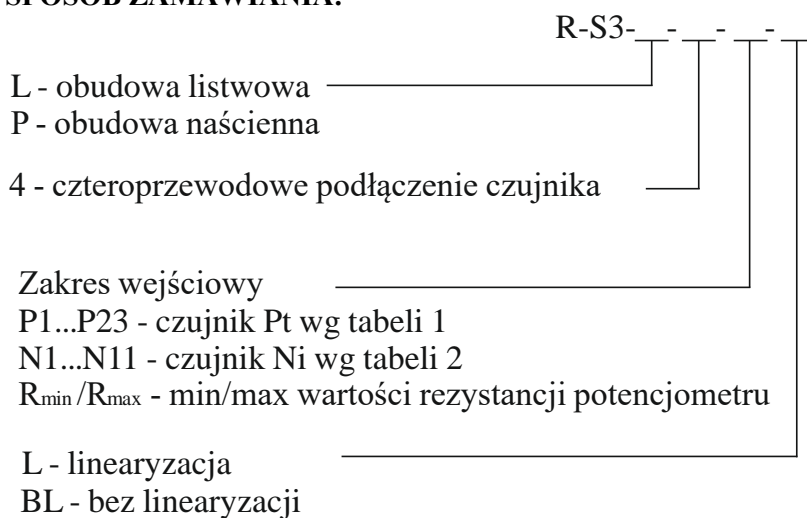 SPOSÓB ZAMAWIANIA:
R-S3-__-__-__-__
L - obudowa listwowa
P - obudowa naścienna
4 - czteroprzewodowe podłączenie czujnika
Zakres wejściowy
P1...P23 - czujnik Pt wg tabeli 1
N1...N11 - czujnik Ni wg tabeli 2
Rmin /Rmax - min/max wartości rezystancji potencjometru
L - linearyzacja
BL - bez linearyzacji